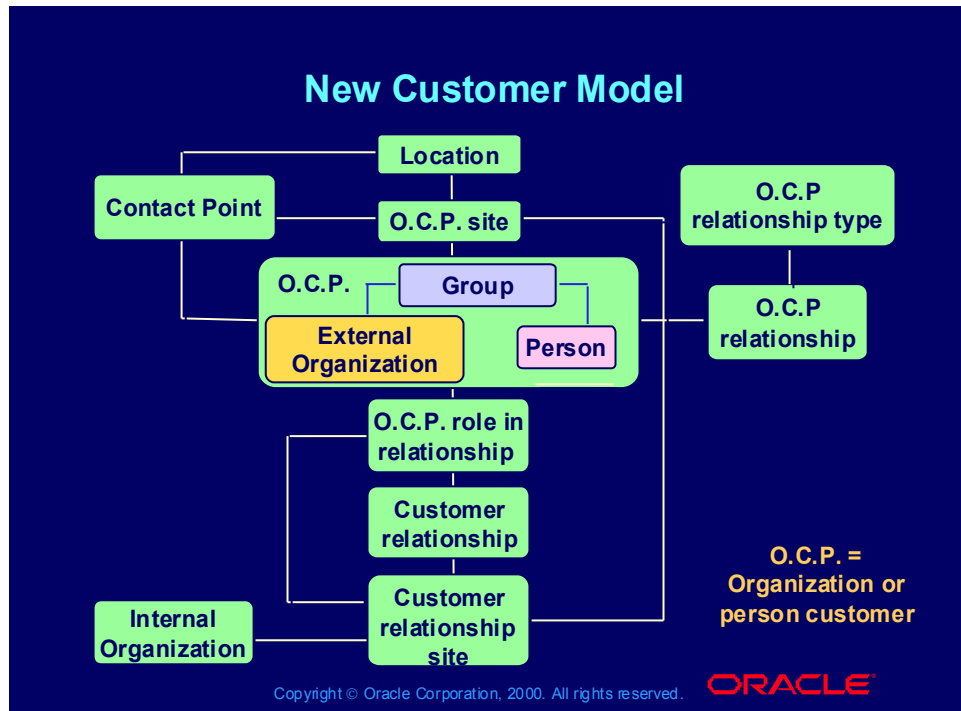 New Customer Model
Location
Contact Point
O.C.P. site
O.C.P
relationship type
O.C.P.
Group
External
Organization
Person
O.C.P
relationship
O.C.P. role in
relationship
Customer
relationship
Customer
relationship
site
Internal
Organization
O.C.P. =
Organization or
person customer
Copyright © Oracle Corporation, 2000. All rights reserved.
ORACLE®